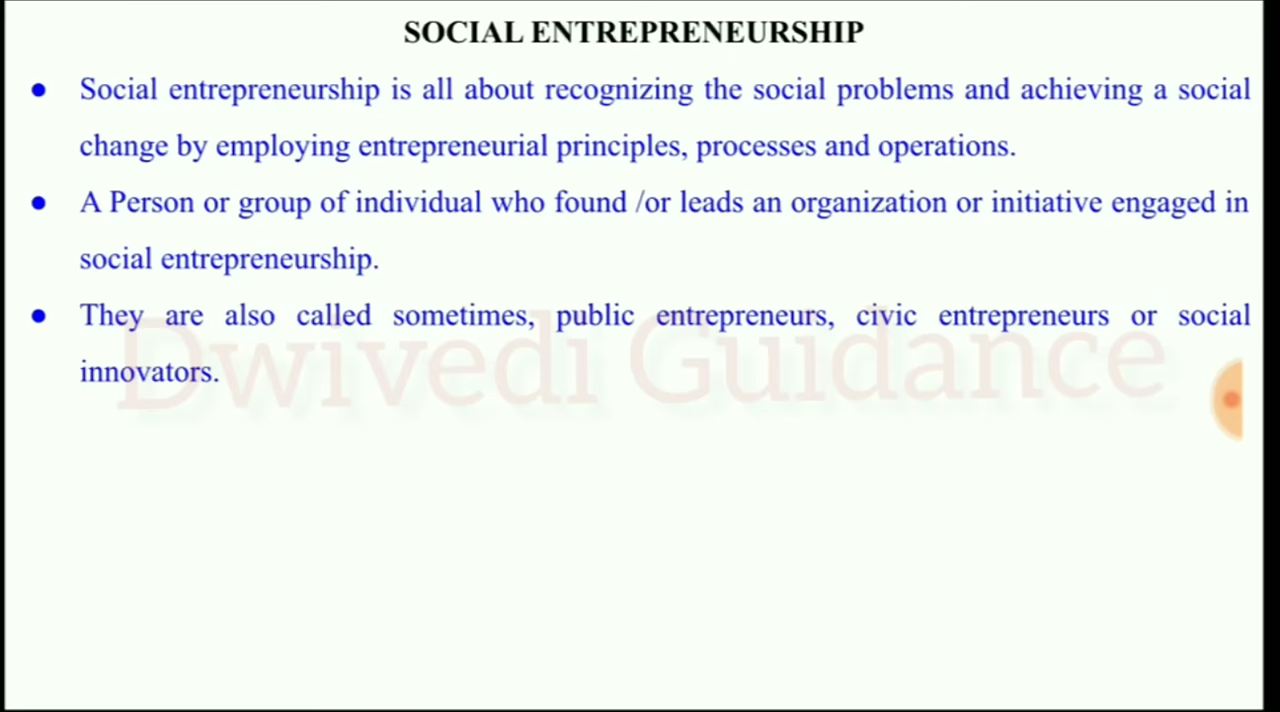 SOCIAL ENTREPRENEURSHIP
● Social entrepreneurship is all about recognizing the social problems and achieving a social
change by employing entrepreneurial principles, processes and operations.
● A Person or group of individual who found /or leads an organization or initiative engaged in
social entrepreneurship.
● They are also called sometimes, public entrepreneurs, civic entrepreneurs or social
innovators.
Dwivedi Guidance